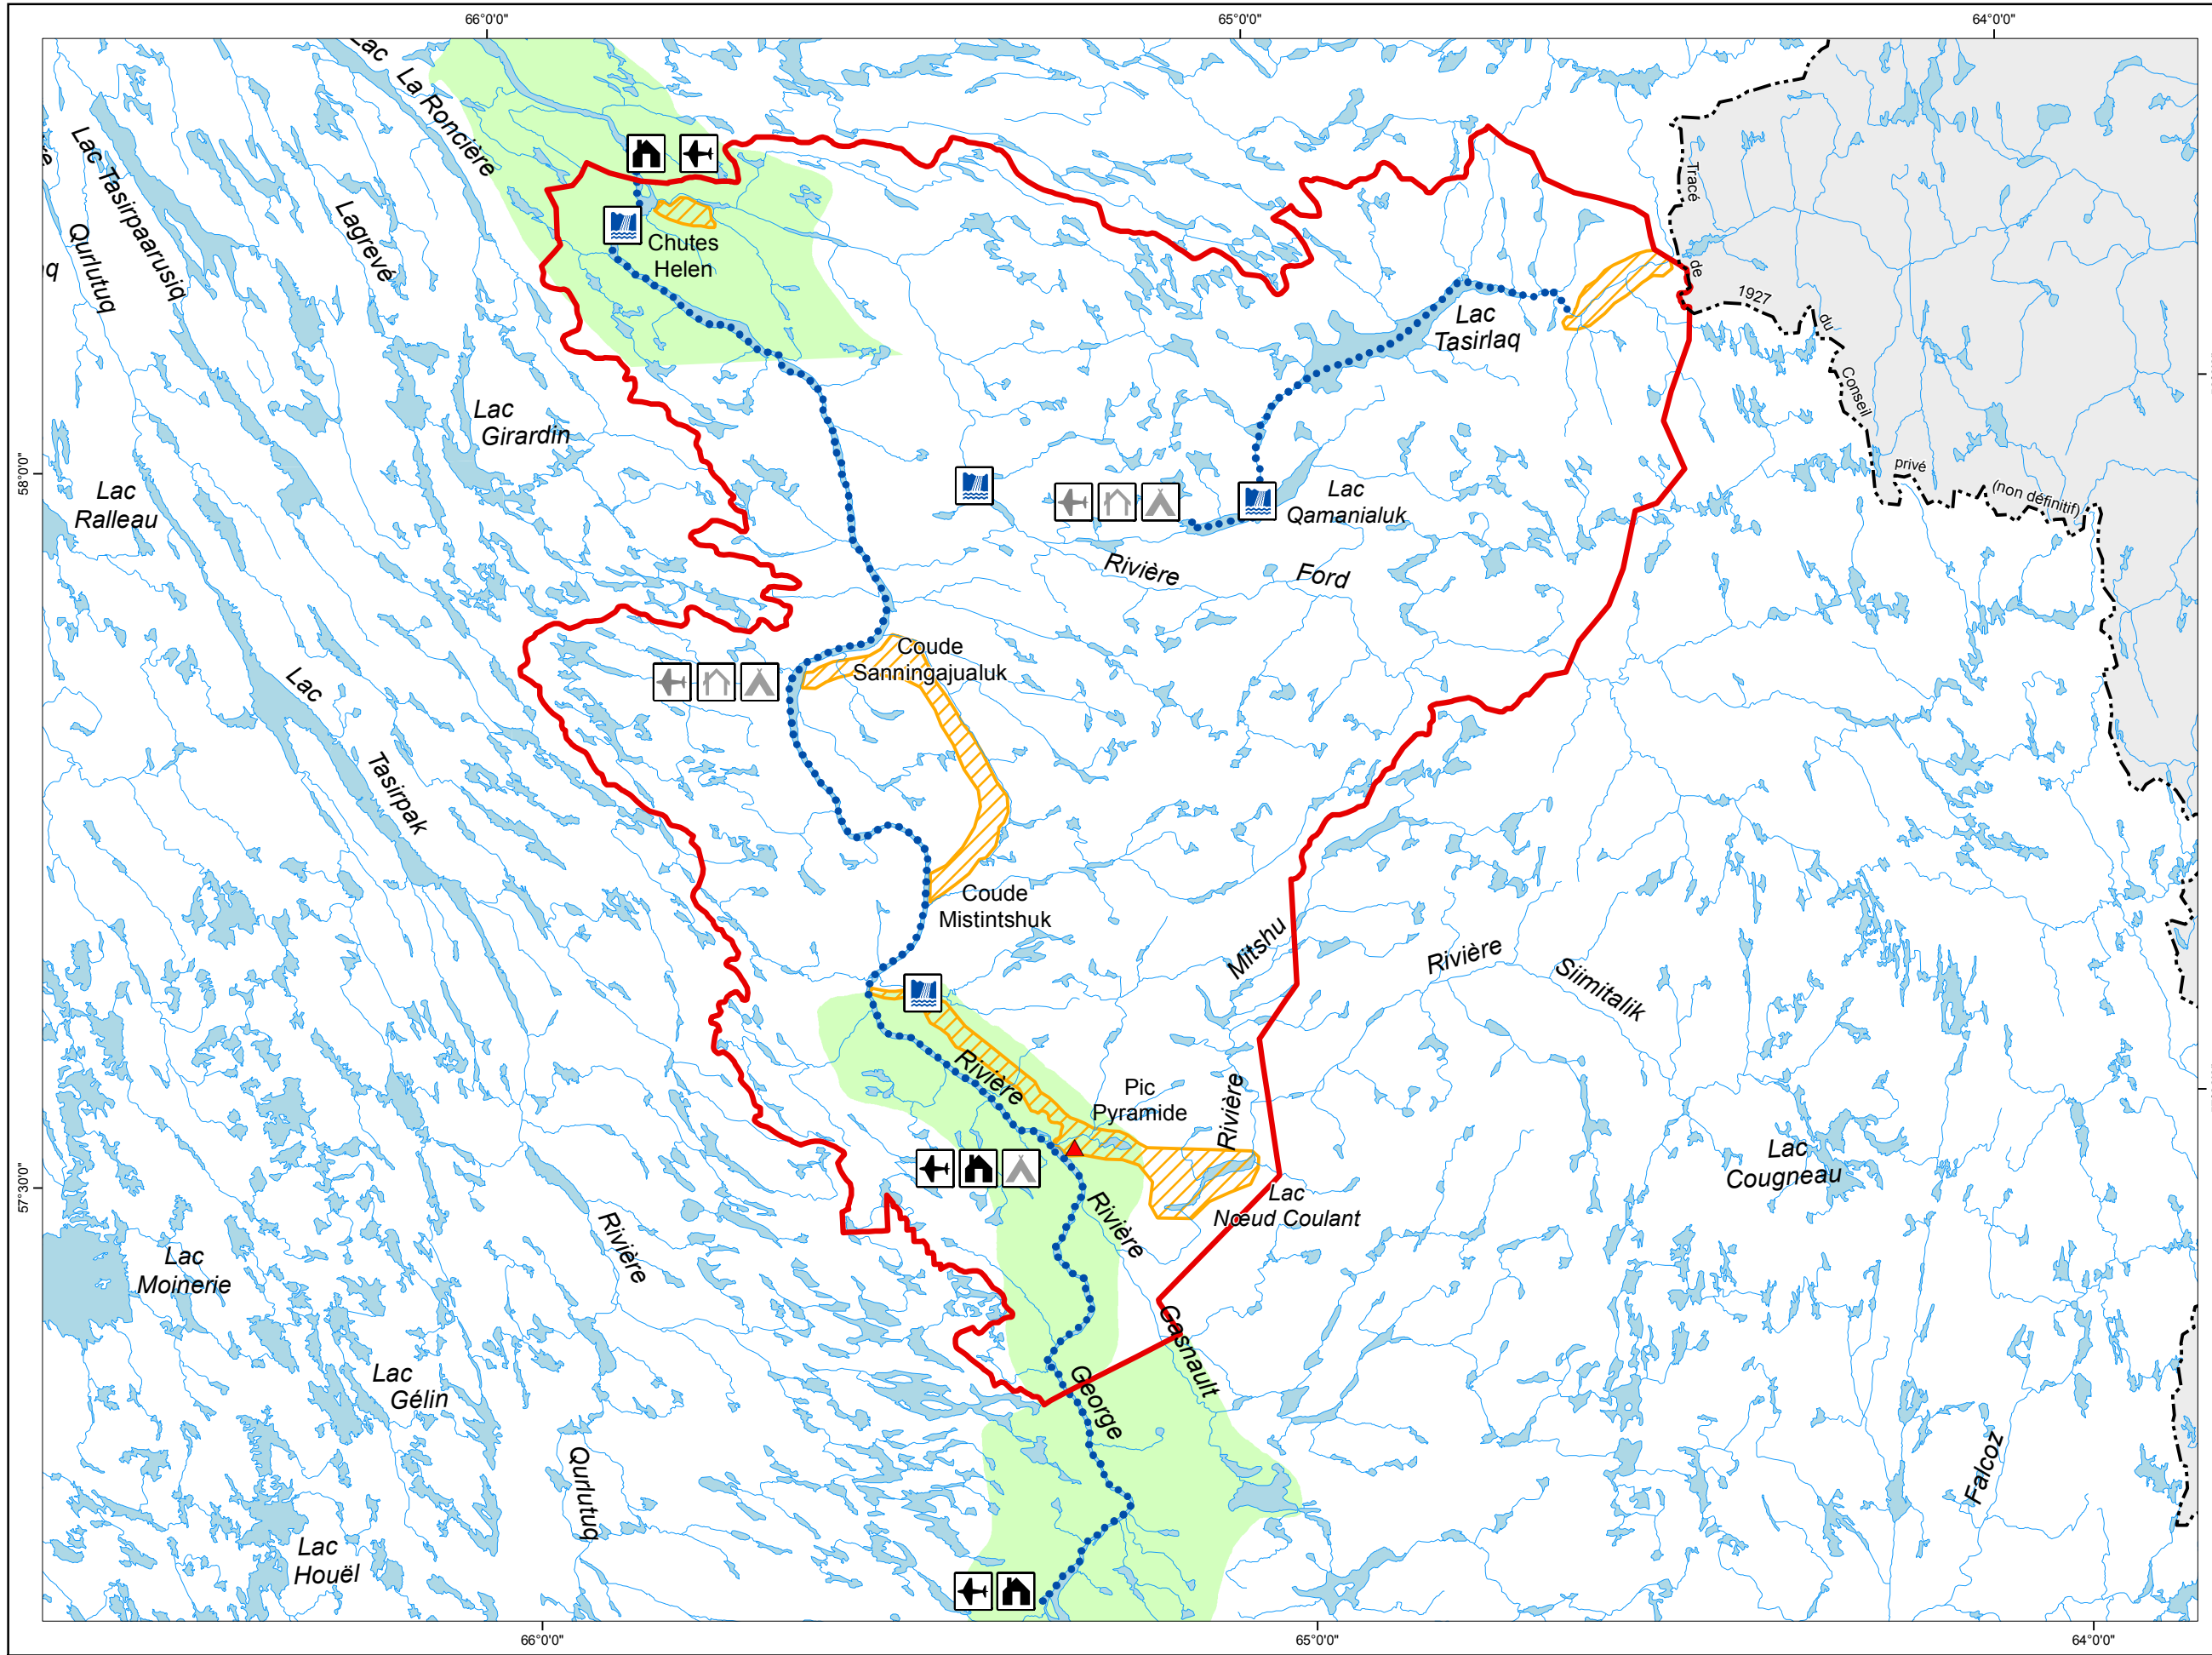 66°0'0"
65°0'0"
64°0'0"
Lac
La Roncière
Lac Tasirpaarusiq
Qurlutuq
Lagrevé
Chutes
Helen
Tracé
de
1927
du
Conseil
privé
(non définitif)
Lac
Tasirlaq
Lac
Girardin
58°0'0"
Lac
Ralleau
Lac
Qamanialuk
Rivière
Ford
Coude
Sanningajualuk
Lac
Tasirpak
Coude
Mistintshuk
Rivière
Mitshu
Rivière
Siimitalik
Rivière
Pic
Pyramide
Lac
Cougneau
57°30'0"
Lac
Nœud Coulant
Rivière
Gasnault
Rivière
Qurlutuq
Lac
Moinerie
Lac
Gélin
George
Falcoz
Lac
Houël
66°0'0"
65°0'0"
64°0'0"